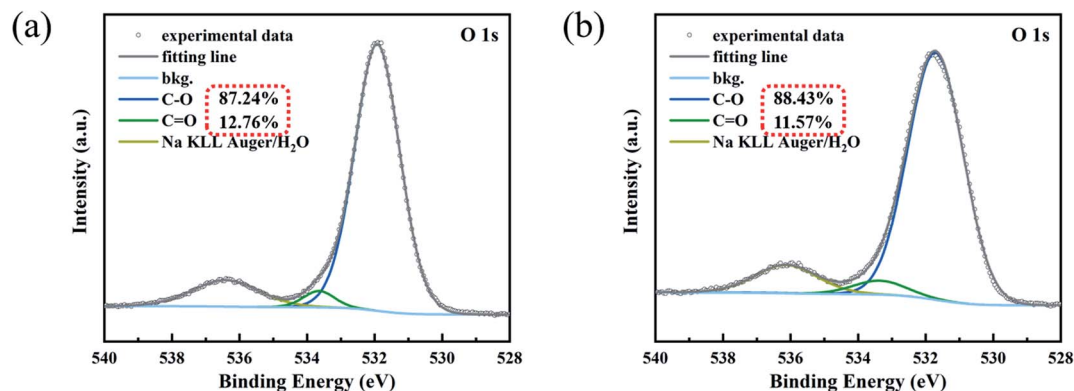 (a)
O 1s
experimental data
fitting line
bkg.
C-O 87.24%
C=O 12.76%
Na KLL Auger/H₂O
Intensity (a.u.)
540 538 536 534 532 530 528
Binding Energy (eV)
(b)
O 1s
experimental data
fitting line
bkg.
C-O 88.43%
C=O 11.57%
Na KLL Auger/H₂O
Intensity (a.u.)
540 538 536 534 532 530 528
Binding Energy (eV)